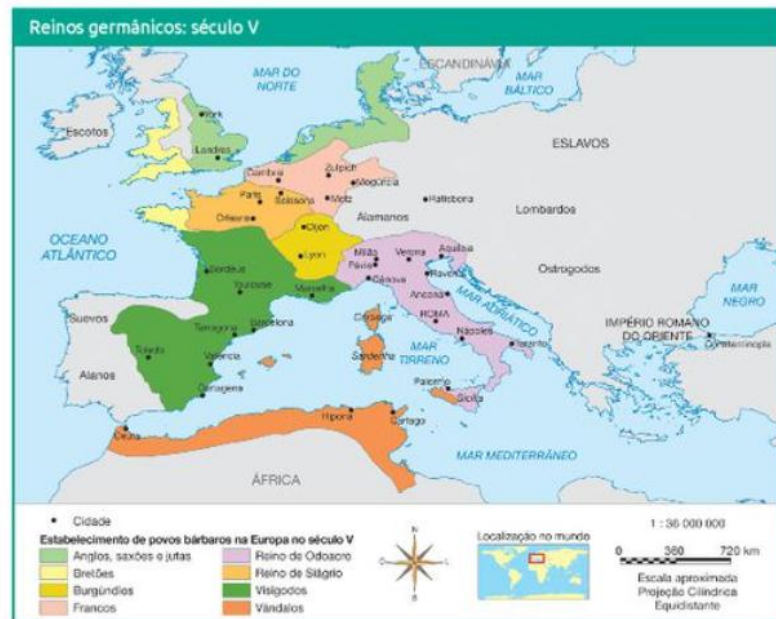 Reinos germânicos: século V
ESCANDINÁVIA
MAR DO
NORTE
MAR
BÁLTICO
Escotos
York
Londres
ESLAVOS
Cambrai
Zülpich
Mogúncia
Soissons
Metz
Paris
Orleans
Ratisbona
Alamanos
Lombardos
Dijon
Lyon
OCEANO
ATLÂNTICO
Milão
Verona
Aquileia
Pávia
Gênova
Ravena
Ostrogodos
Bordéus
Toulouse
Marselha
Ancona
MAR ADRIÁTICO
MAR
NEGRO
Suevos
Córsega
ROMA
IMPÉRIO ROMANO
DO ORIENTE
Constantinopla
Tarragona
Barcelona
Nápoles
Taranto
Toledo
Sardenha
MAR
TIRRENO
Alanos
Valência
Cartagena
Palermo
Sicília
Ceuta
Hipona
Cartago
MAR MEDITERRÂNEO
ÁFRICA
Cidade
Estabelecimento de povos bárbaros na Europa no século V
Anglos, saxões e jutas
Bretões
Burgúndios
Francos
Reino de Odoacro
Reino de Siágrio
Visigodos
Vândalos
N
O
L
S
Localização no mundo
1 : 36 000 000
0 360 720 km
Escala aproximada
Projeção Cilíndrica
Equidistante